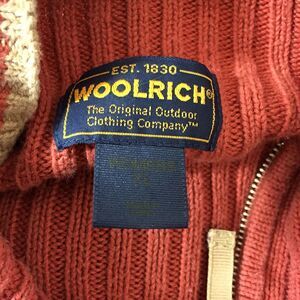 EST. 1830
WOOLRICH®
The Original Outdoor
Clothing Company™